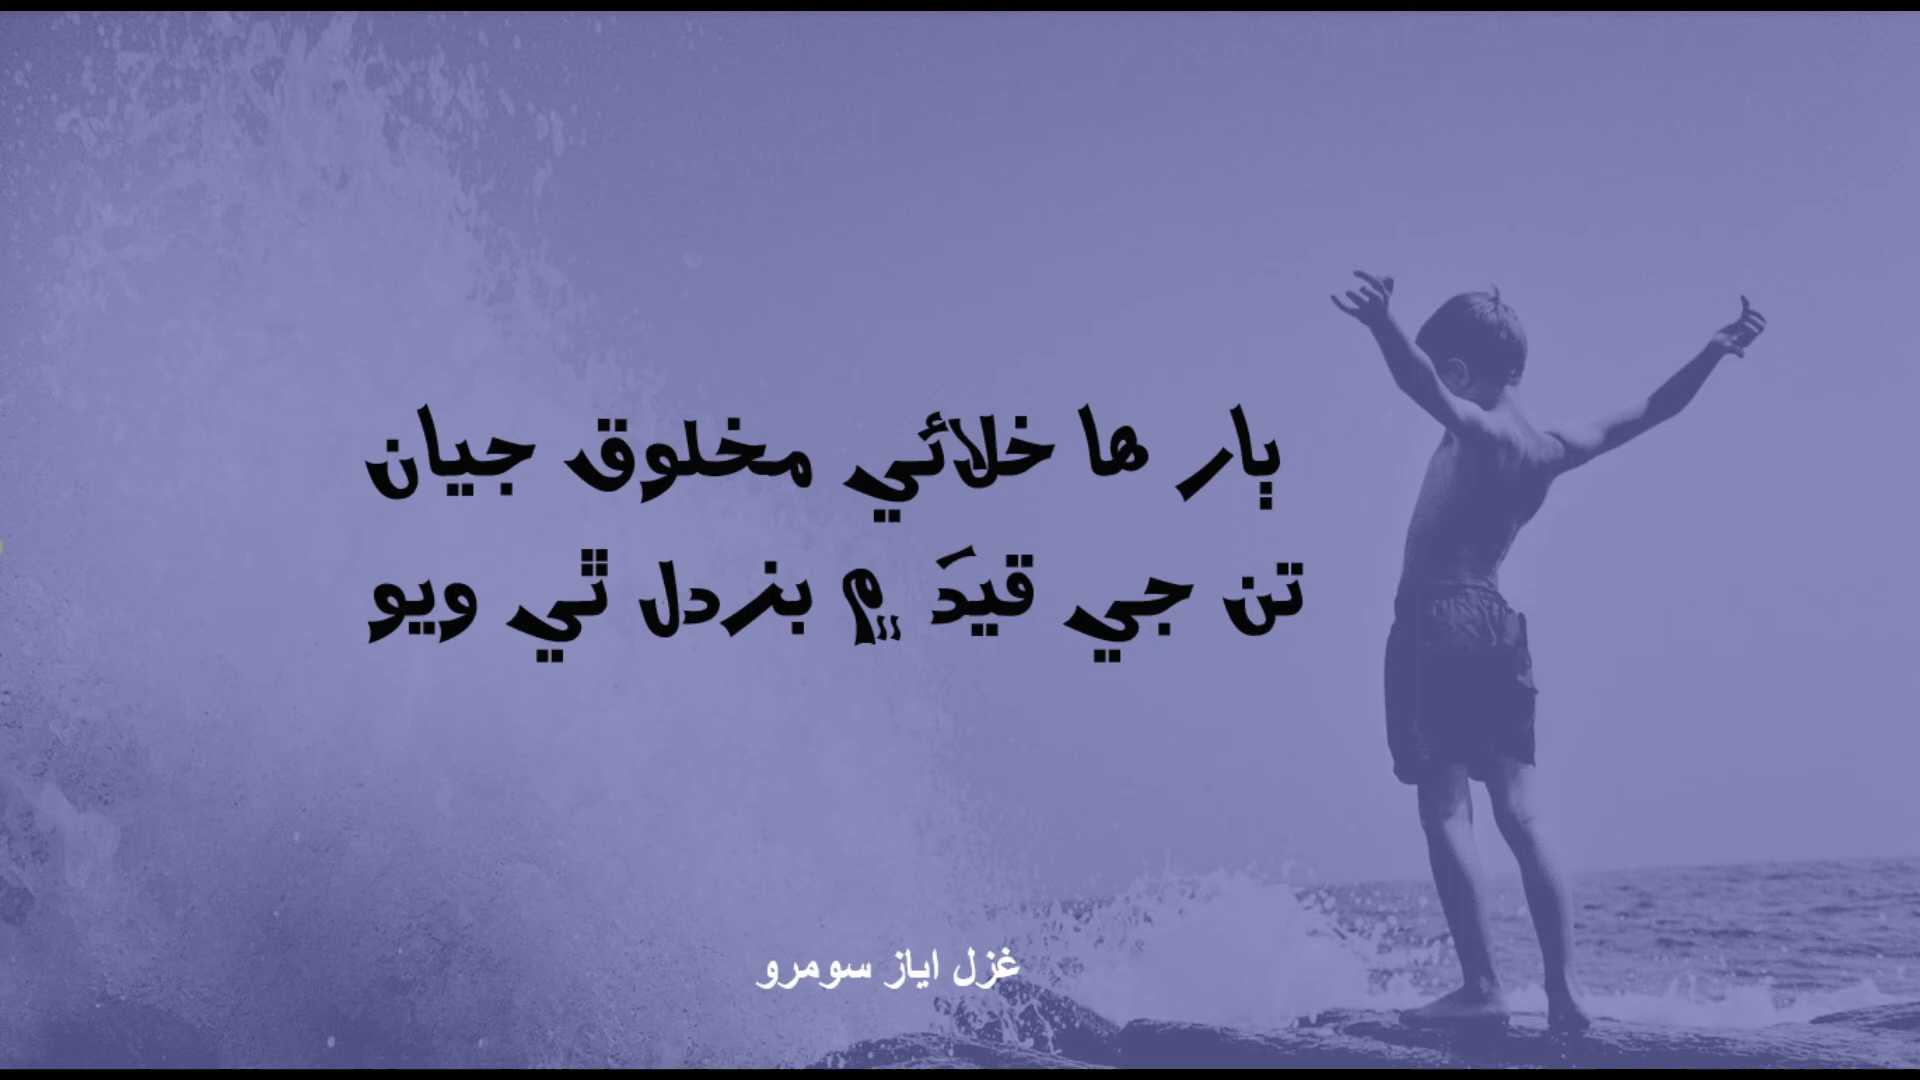 ٻار ها خلائي مخلوق جيان
تن جي قيدَ ۾ بزدل ٿي ويو
غزل اياز سومرو